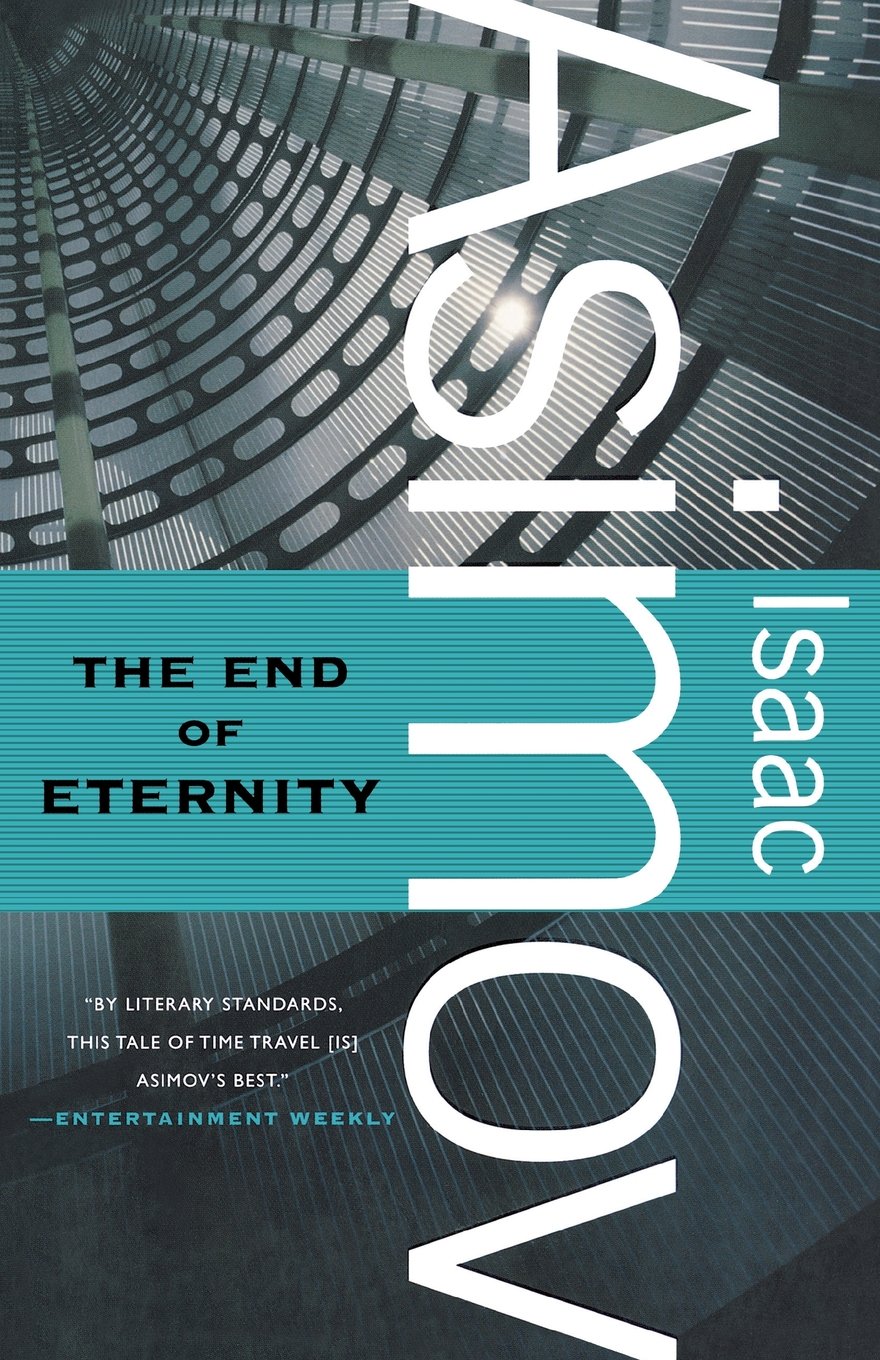 Isaac
Asimov
THE END
OF
ETERNITY
“BY LITERARY STANDARDS,
THIS TALE OF TIME TRAVEL [IS]
ASIMOV’S BEST.”
—ENTERTAINMENT WEEKLY